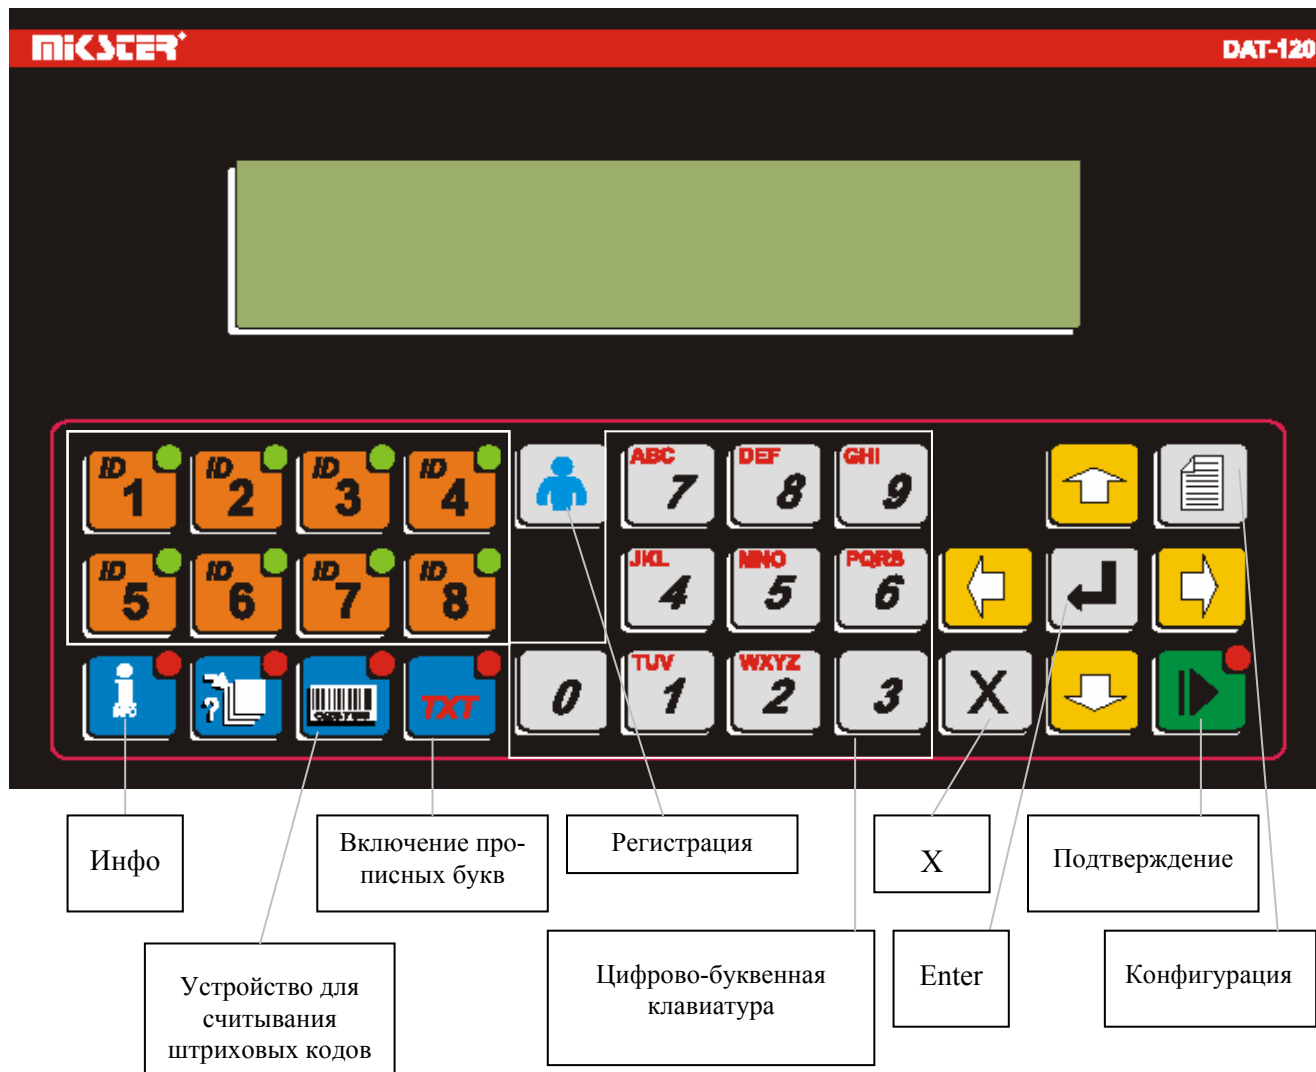 MIKSTER
DAT-120
ID 1 ID 2 ID 3 ID 4 ABC 7 DEF 8 GHI 9
ID 5 ID 6 ID 7 ID 8 JKL 4 MNO 5 PQRS 6
i ? TXT 0 TUV 1 WXYZ 2 3 X
Инфо
Включение про-
писных букв
Регистрация
X
Подтверждение
Устройство для
считывания
штриховых кодов
Цифрово-буквенная
клавиатура
Enter
Конфигурация